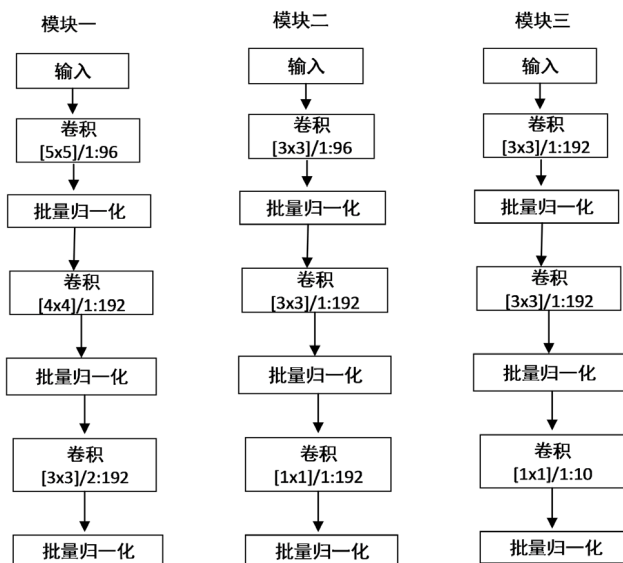 模块一
输入
卷积
[5x5]/1:96
批量归一化
卷积
[4x4]/1:192
批量归一化
卷积
[3x3]/2:192
批量归一化
模块二
输入
卷积
[3x3]/1:96
批量归一化
卷积
[3x3]/1:192
批量归一化
卷积
[1x1]/1:192
批量归一化
模块三
输入
卷积
[3x3]/1:192
批量归一化
卷积
[3x3]/1:192
批量归一化
卷积
[1x1]/1:10
批量归一化